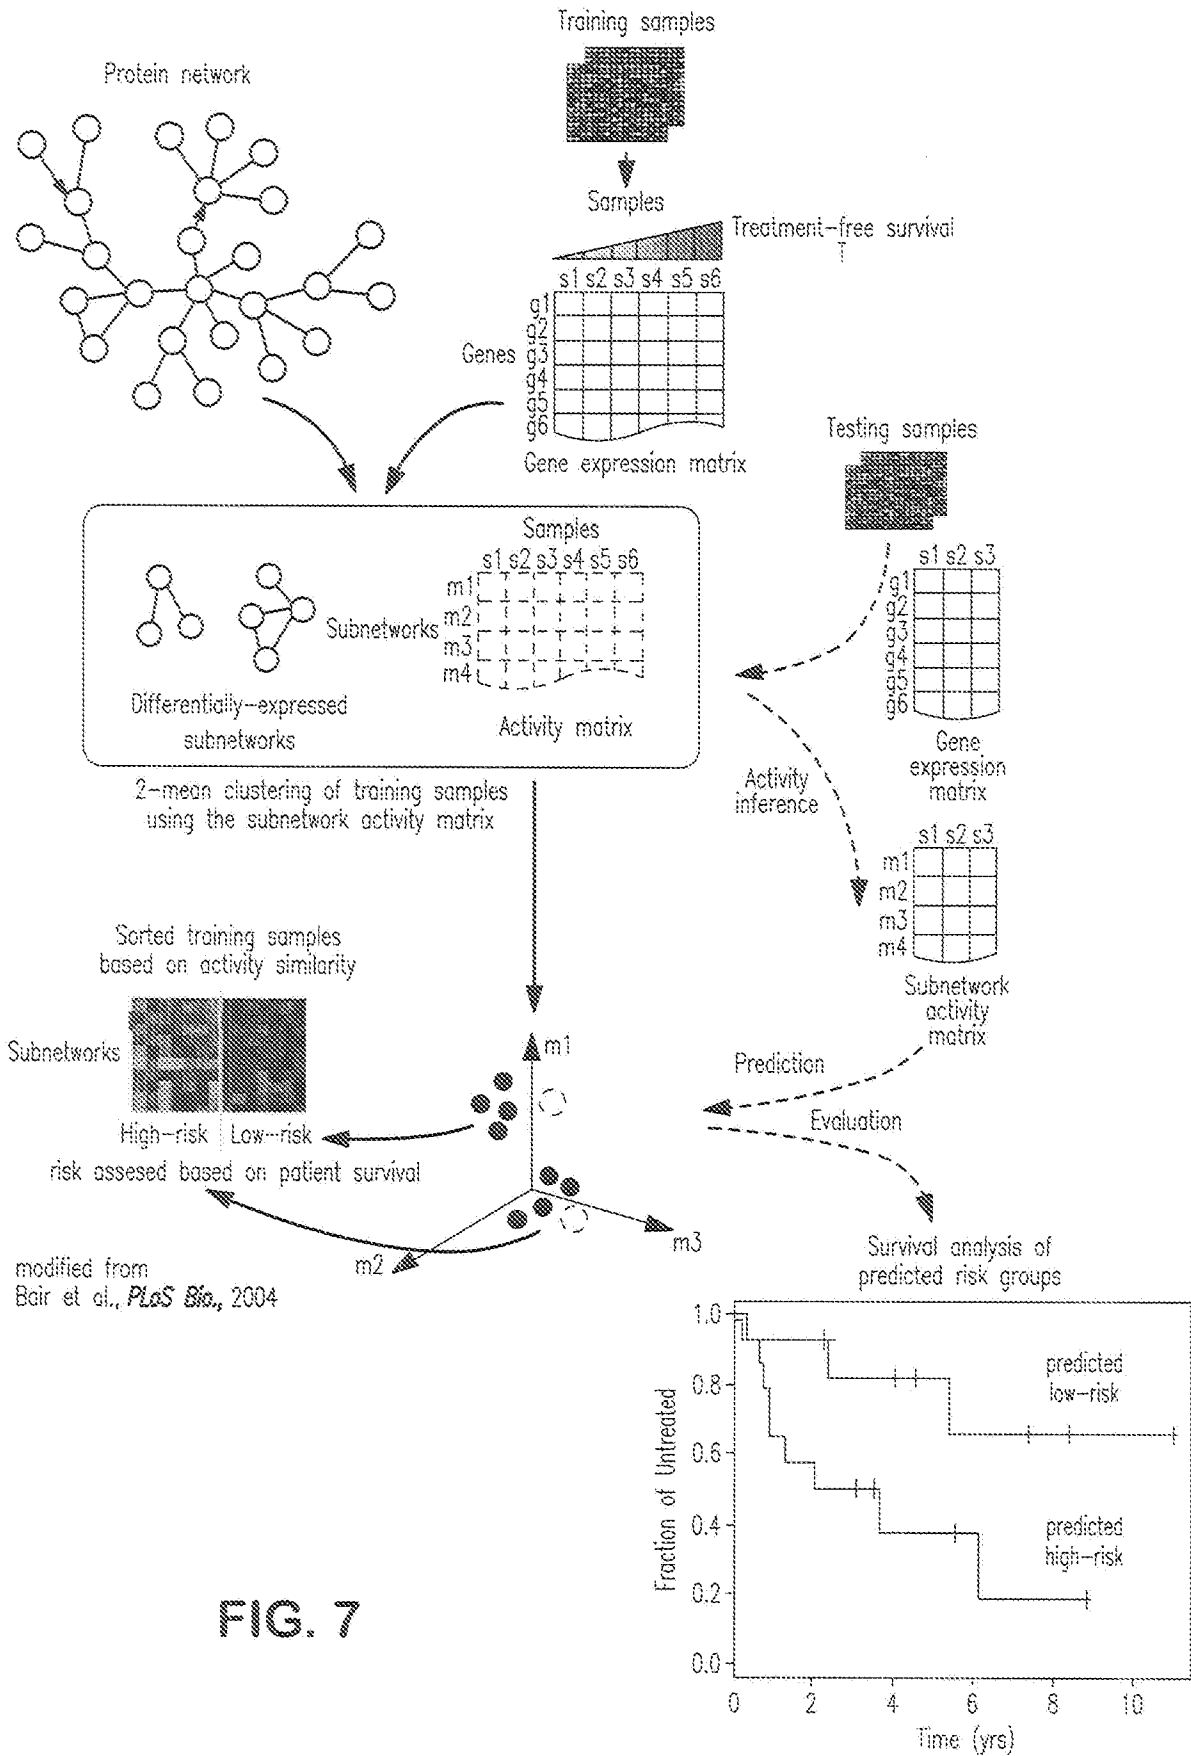 Training samples
Protein network
Samples
Treatment-free survival
T
s1 s2 s3 s4 s5 s6
g1
g2
Genes g3
g4
g5
g6
Gene expression matrix
Testing samples
s1 s2 s3
g1
g2
g3
g4
g5
g6
Gene
expression
matrix
Samples
s1 s2 s3 s4 s5 s6
m1
m2
Subnetworks
m3
m4
Differentially-expressed
subnetworks
Activity matrix
2-mean clustering of training samples
using the subnetwork activity matrix
Activity
inference
s1 s2 s3
m1
m2
m3
m4
Subnetwork
activity
matrix
Sorted training samples
based on activity similarity
Subnetworks
High-risk Low-risk
risk assesed based on patient survival
m1
m2
m3
Prediction
Evaluation
modified from
Bair et al., PLoS Bio., 2004
Survival analysis of
predicted risk groups
1.0
0.8
0.6
0.4
0.2
0.0
Fraction of Untreated
predicted
low-risk
predicted
high-risk
0 2 4 6 8 10
Time (yrs)
FIG. 7